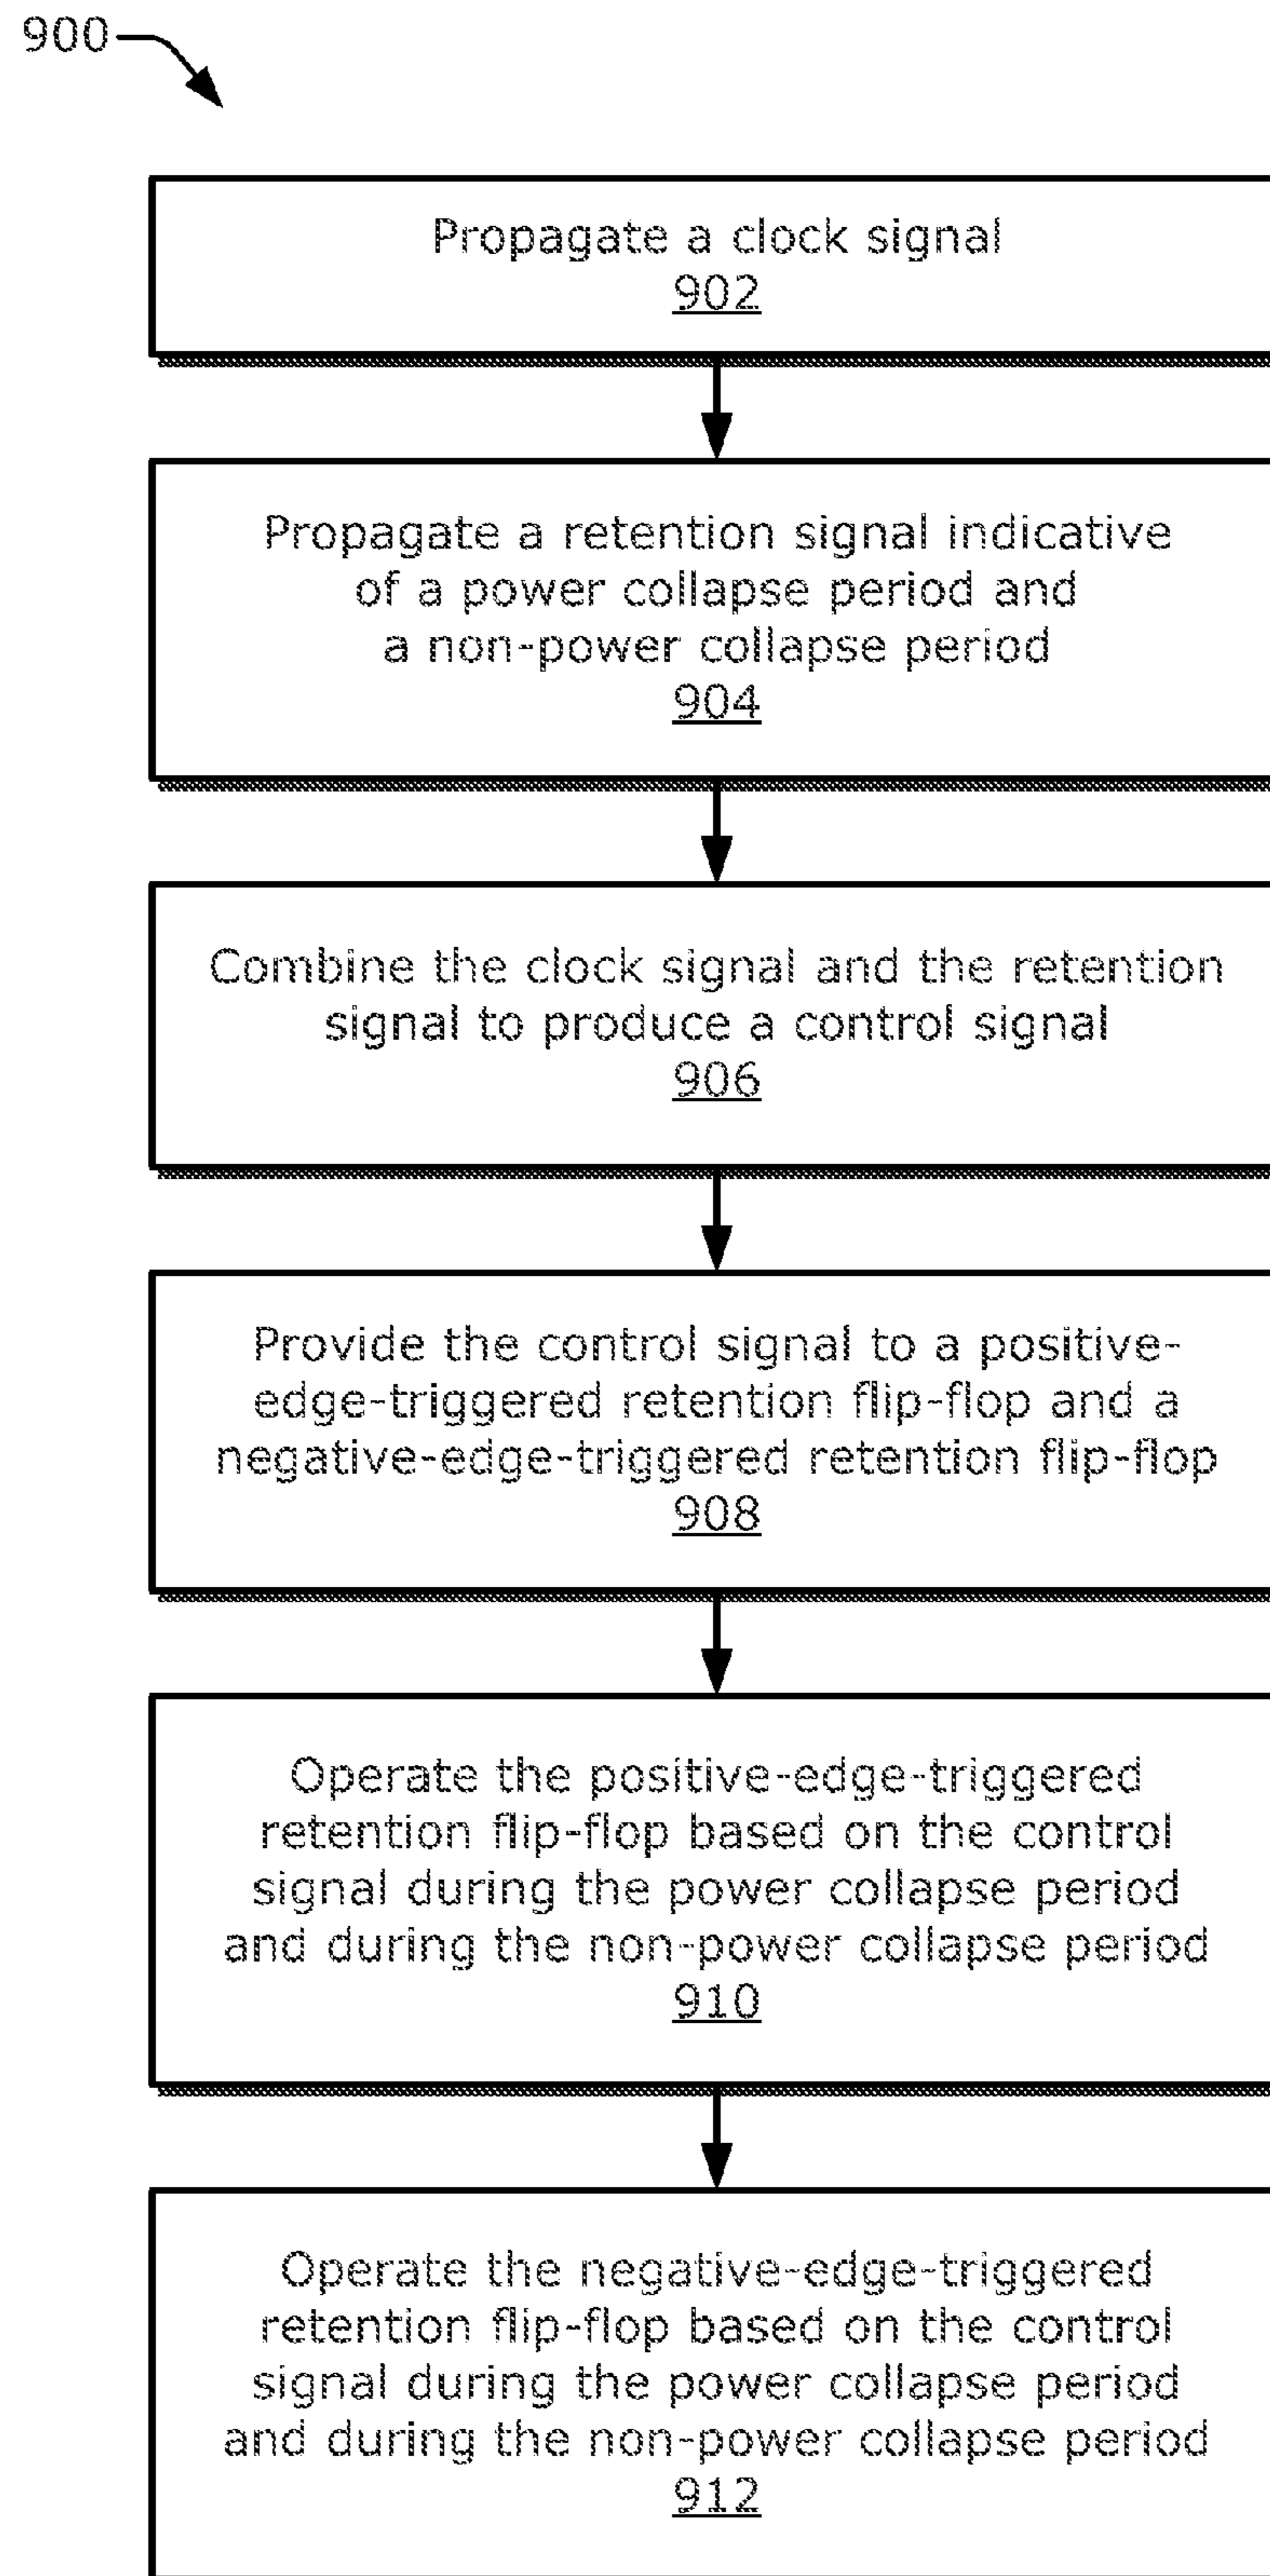 900
Propagate a clock signal
902
Propagate a retention signal indicative
of a power collapse period and
a non-power collapse period
904
Combine the clock signal and the retention
signal to produce a control signal
906
Provide the control signal to a positive-
edge-triggered retention flip-flop and a
negative-edge-triggered retention flip-flop
908
Operate the positive-edge-triggered
retention flip-flop based on the control
signal during the power collapse period
and during the non-power collapse period
910
Operate the negative-edge-triggered
retention flip-flop based on the control
signal during the power collapse period
and during the non-power collapse period
912